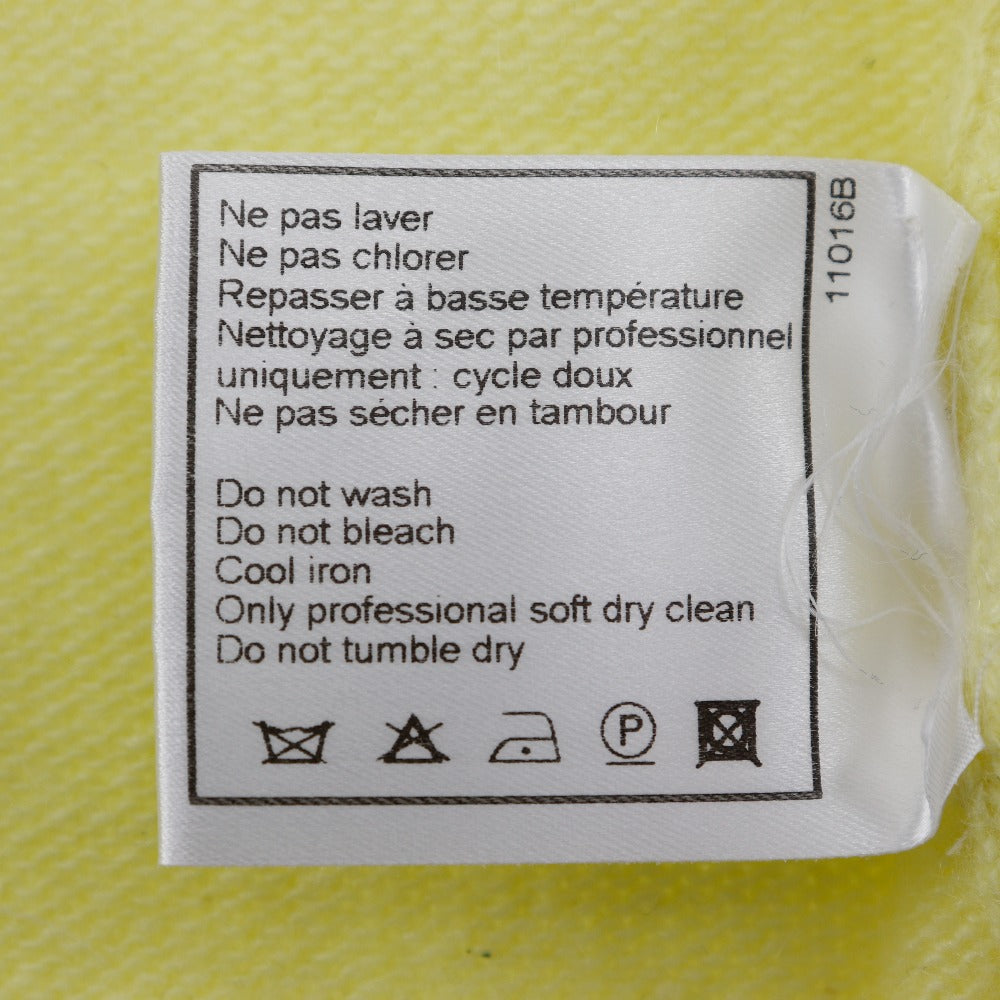 Ne pas laver
Ne pas chlorer
Repasser à basse température
Nettoyage à sec par professionnel
uniquement : cycle doux
Ne pas sécher en tambour
Do not wash
Do not bleach
Cool iron
Only professional soft dry clean
Do not tumble dry
P
11016B